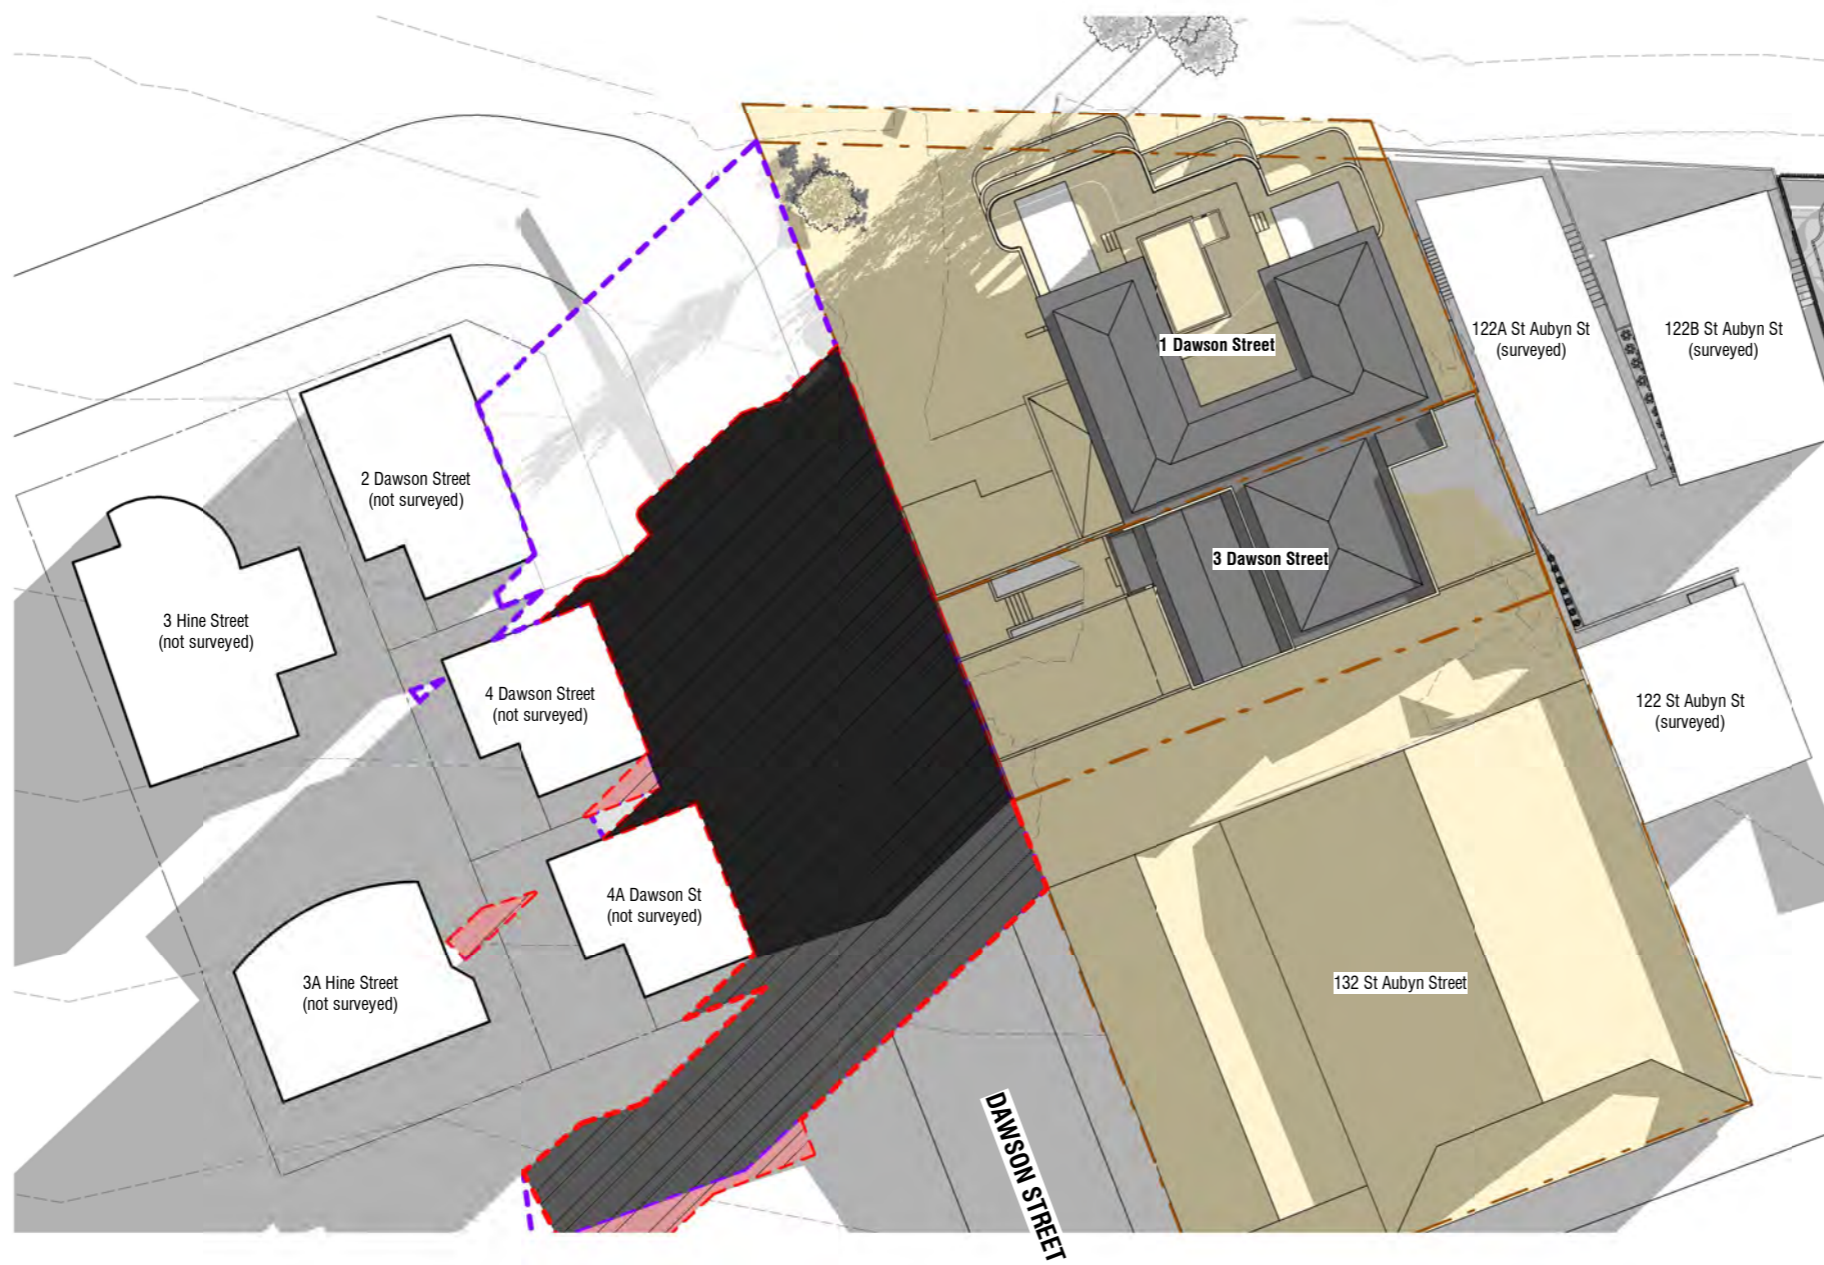 1 Dawson Street
122A St Aubyn St
(surveyed)
122B St Aubyn St
(surveyed)
2 Dawson Street
(not surveyed)
3 Dawson Street
3 Hine Street
(not surveyed)
4 Dawson Street
(not surveyed)
122 St Aubyn St
(surveyed)
4A Dawson St
(not surveyed)
3A Hine Street
(not surveyed)
132 St Aubyn Street
DAWSON STREET